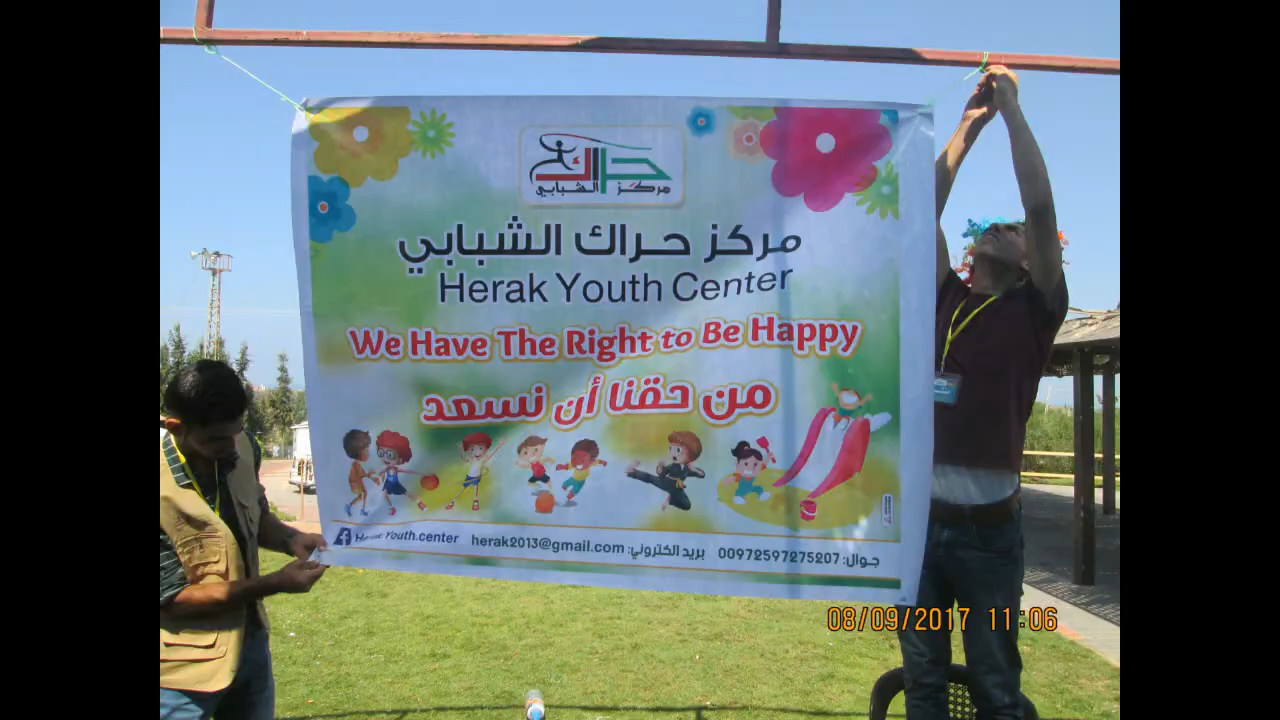 حراك
مركز الشبابي
مركز حراك الشبابي
Herak Youth Center
We Have The Right to Be Happy
من حقنا أن نسعد
جوال: 00972597275207 بريد الكتروني: herak2013@gmail.com Herak Youth.center
08/09/2017 11:06